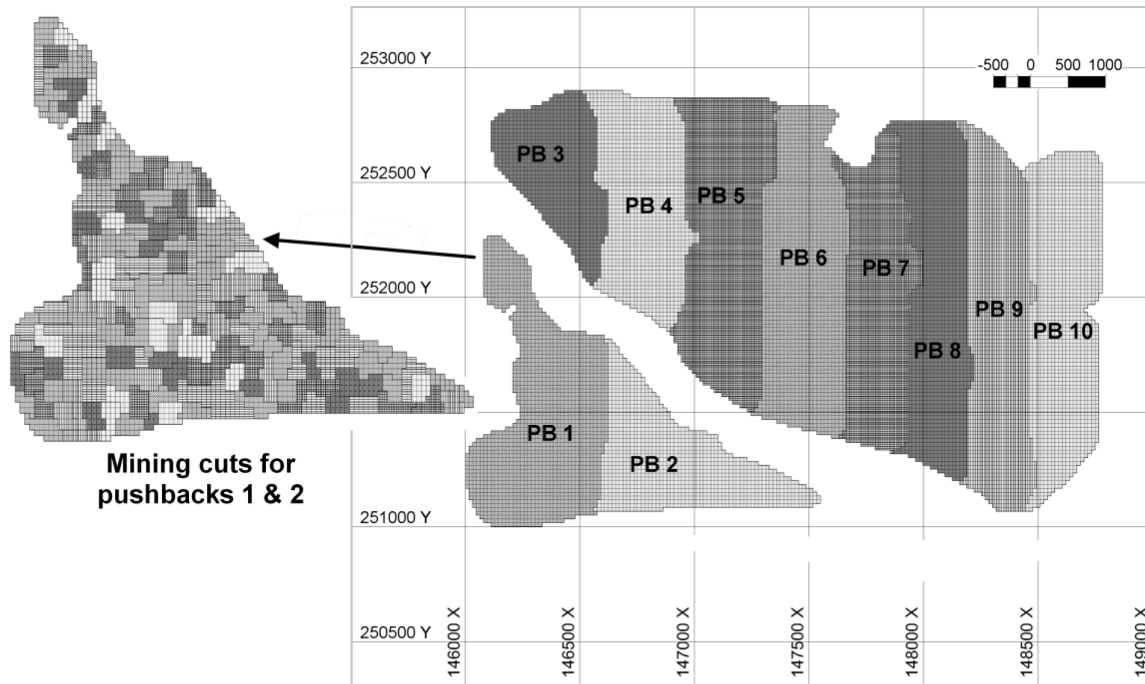 253000 Y
-500 0 500 1000
PB 3
252500 Y
PB 5
PB 4
PB 6
PB 7
252000 Y
PB 9
PB 10
PB 8
PB 1
PB 2
Mining cuts for
pushbacks 1 & 2
251000 Y
250500 Y
146000 X
146500 X
147000 X
147500 X
148000 X
148500 X
149000 X